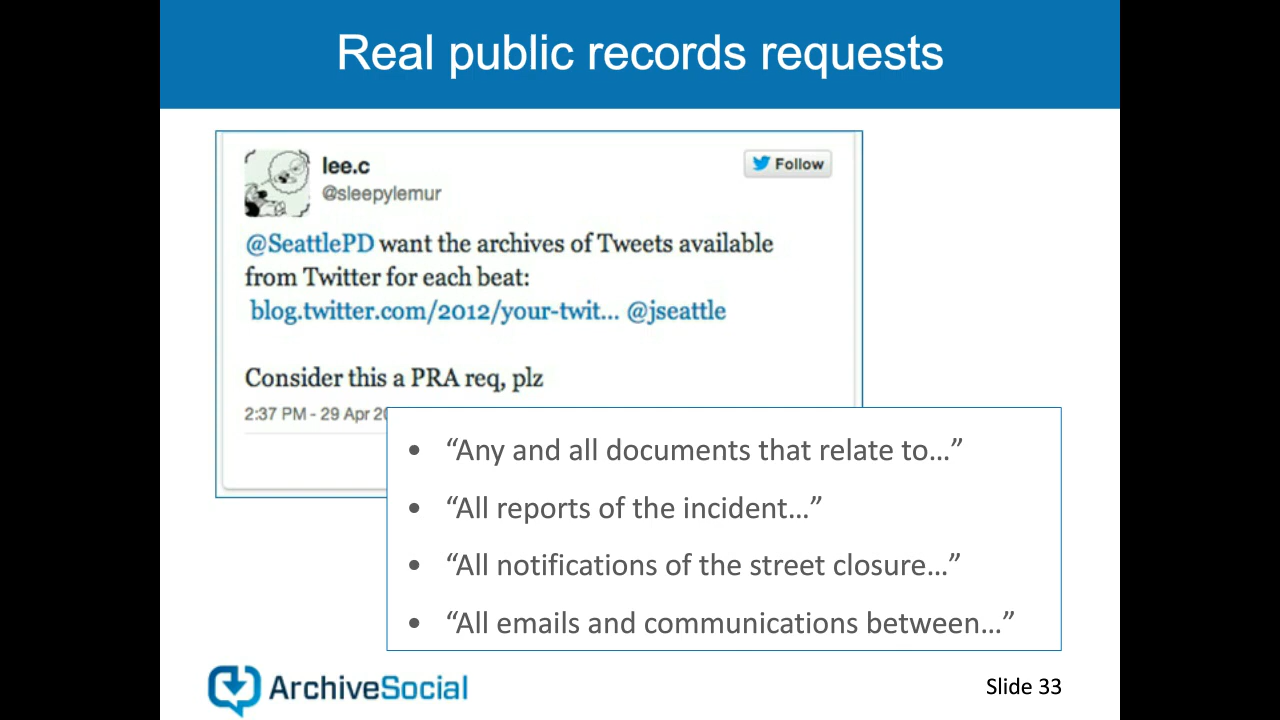 Real public records requests
lee.c
@sleepylemur
Follow
@SeattlePD want the archives of Tweets available
from Twitter for each beat:
blog.twitter.com/2012/your-twit... @jseattle
Consider this a PRA req, plz
2:37 PM - 29 Apr 20
• “Any and all documents that relate to…”
• “All reports of the incident…”
• “All notifications of the street closure…”
• “All emails and communications between…”
ArchiveSocial
Slide 33